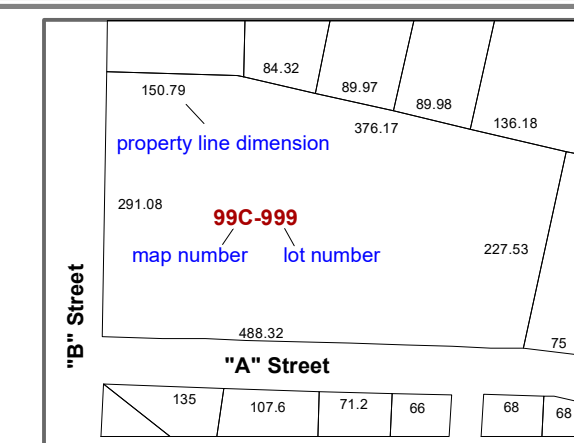 84.32
150.79
89.97
89.98
376.17
136.18
property line dimension
291.08
99C-999
map number
lot number
227.53
"B" Street
488.32
75
"A" Street
135
107.6
71.2
66
68
68